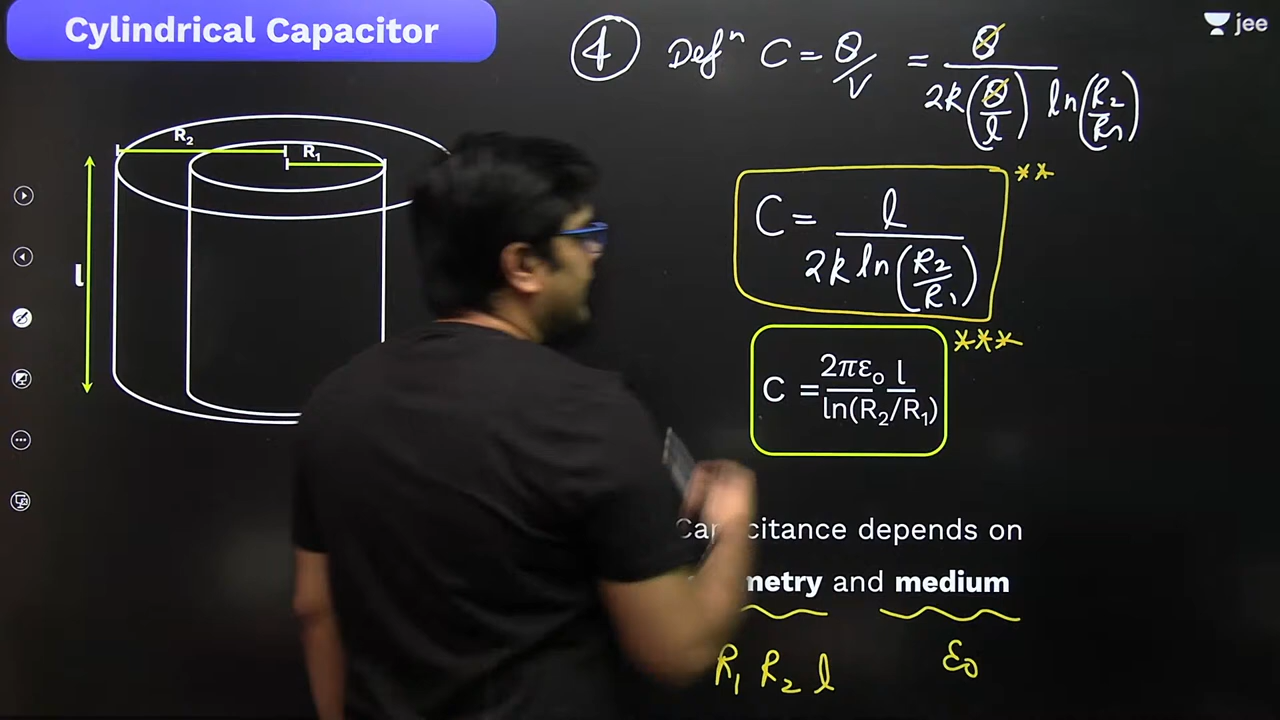 Cylindrical Capacitor
④ Defⁿ C = Q/V = Q / 2k(Q/l) ln(R₂/R₁)
jee
R₂
R₁
l
C = l / 2k ln(R₂/R₁) **
C = 2πε₀ l / ln(R₂/R₁) ***
Capacitance depends on
metry and medium
R₁ R₂ l ε₀